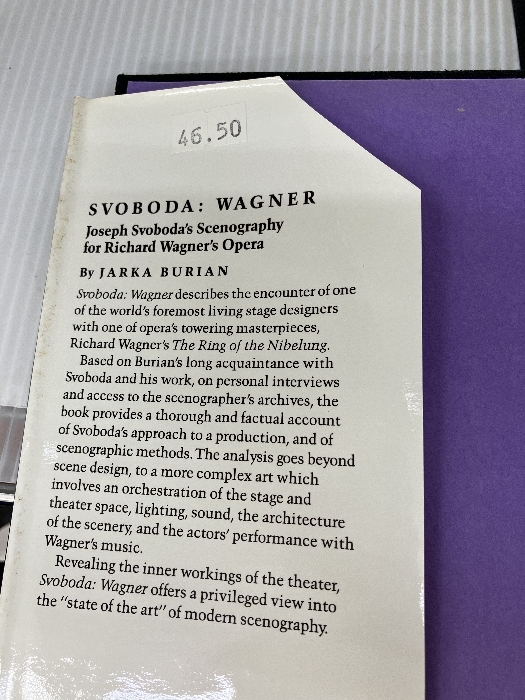 46.50
SVOBODA: WAGNER
Joseph Svoboda's Scenography
for Richard Wagner's Opera
By JARKA BURIAN
Svoboda: Wagner describes the encounter of one
of the world's foremost living stage designers
with one of opera's towering masterpieces,
Richard Wagner's The Ring of the Nibelung.
Based on Burian's long acquaintance with
Svoboda and his work, on personal interviews
and access to the scenographer's archives, the
book provides a thorough and factual account
of Svoboda's approach to a production, and of
scenographic methods. The analysis goes beyond
scene design, to a more complex art which
involves an orchestration of the stage and
theater space, lighting, sound, the architecture
of the scenery, and the actors' performance with
Wagner's music.
Revealing the inner workings of the theater,
Svoboda: Wagner offers a privileged view into
the "state of the art" of modern scenography.